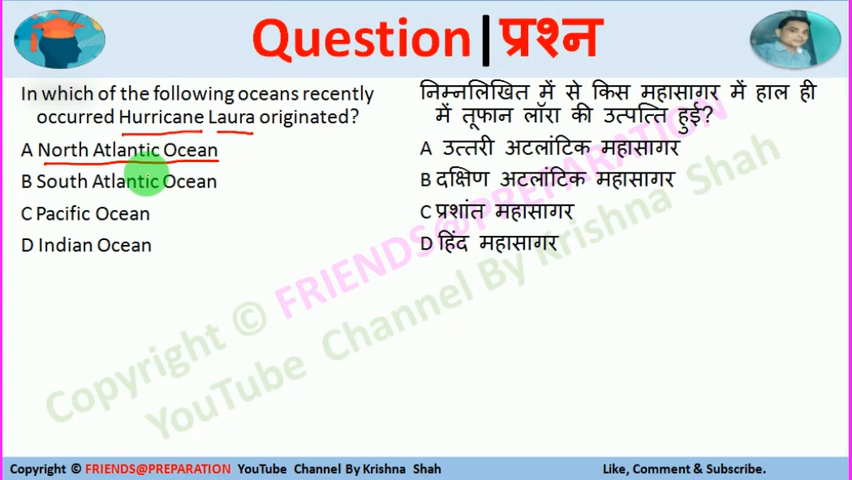 Question|प्रश्न
In which of the following oceans recently
occurred Hurricane Laura originated?
A North Atlantic Ocean
B South Atlantic Ocean
C Pacific Ocean
D Indian Ocean
निम्नलिखित में से किस महासागर में हाल ही
में तूफान लॉरा की उत्पत्ति हुई?
A उत्तरी अटलांटिक महासागर
B दक्षिण अटलांटिक महासागर
C प्रशांत महासागर
D हिंद महासागर
Copyright © FRIENDS@PREPARATION
YouTube Channel By Krishna Shah
Copyright © FRIENDS@PREPARATION YouTube Channel By Krishna Shah
Like, Comment & Subscribe.